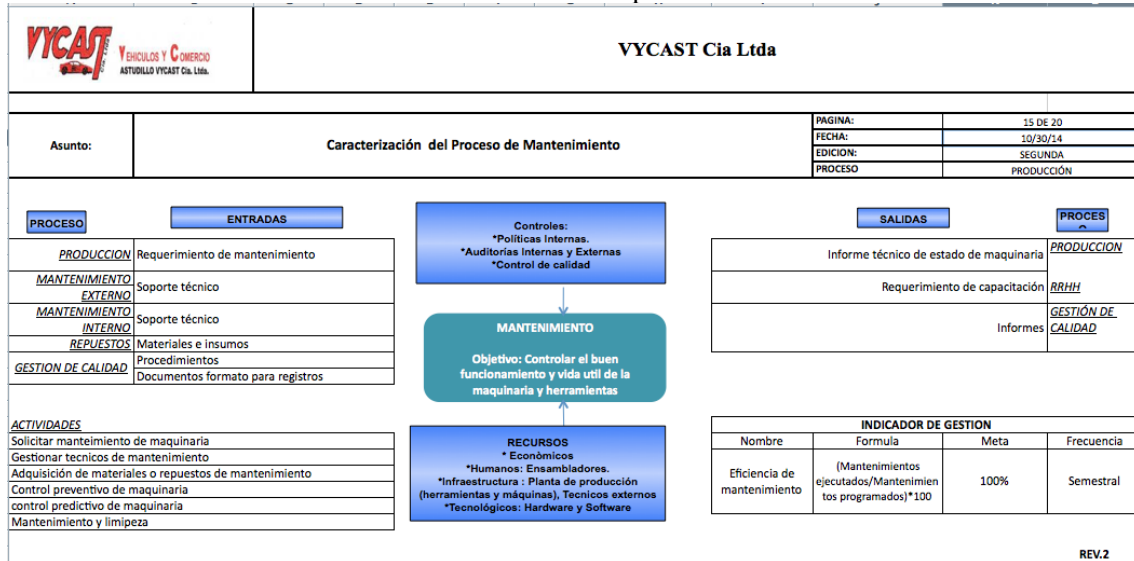 VYCAST
Cia. Ltda.
VEHICULOS Y COMERCIO
ASTUDILLO VYCAST Cia. Ltda.
VYCAST Cia Ltda
Asunto:
Caracterización del Proceso de Mantenimiento
PAGINA: 15 DE 20
FECHA: 10/30/14
EDICION: SEGUNDA
PROCESO PRODUCCIÓN
PROCESO ENTRADAS
PRODUCCION Requerimiento de mantenimiento
MANTENIMIENTO
EXTERNO Soporte técnico
MANTENIMIENTO
INTERNO Soporte técnico
REPUESTOS Materiales e insumos
GESTION DE CALIDAD Procedimientos
Documentos formato para registros
Controles:
*Políticas Internas.
*Auditorías Internas y Externas
*Control de calidad
MANTENIMIENTO
Objetivo: Controlar el buen
funcionamiento y vida util de la
maquinaria y herramientas
SALIDAS PROCES
Informe técnico de estado de maquinaria PRODUCCION
Requerimiento de capacitación RRHH
Informes GESTIÓN DE
CALIDAD
ACTIVIDADES
Solicitar manteimiento de maquinaria
Gestionar tecnicos de mantenimiento
Adquisición de materiales o repuestos de mantenimiento
Control preventivo de maquinaria
control predictivo de maquinaria
Mantenimiento y limipeza
RECURSOS
* Econòmicos
*Humanos: Ensambladores.
*Infraestructura : Planta de producción
(herramientas y máquinas), Tecnicos externos
*Tecnológicos: Hardware y Software
INDICADOR DE GESTION
Nombre Formula Meta Frecuencia
Eficiencia de
mantenimiento
(Mantenimientos
ejecutados/Mantenimien
tos programados)*100
100%
Semestral
REV.2